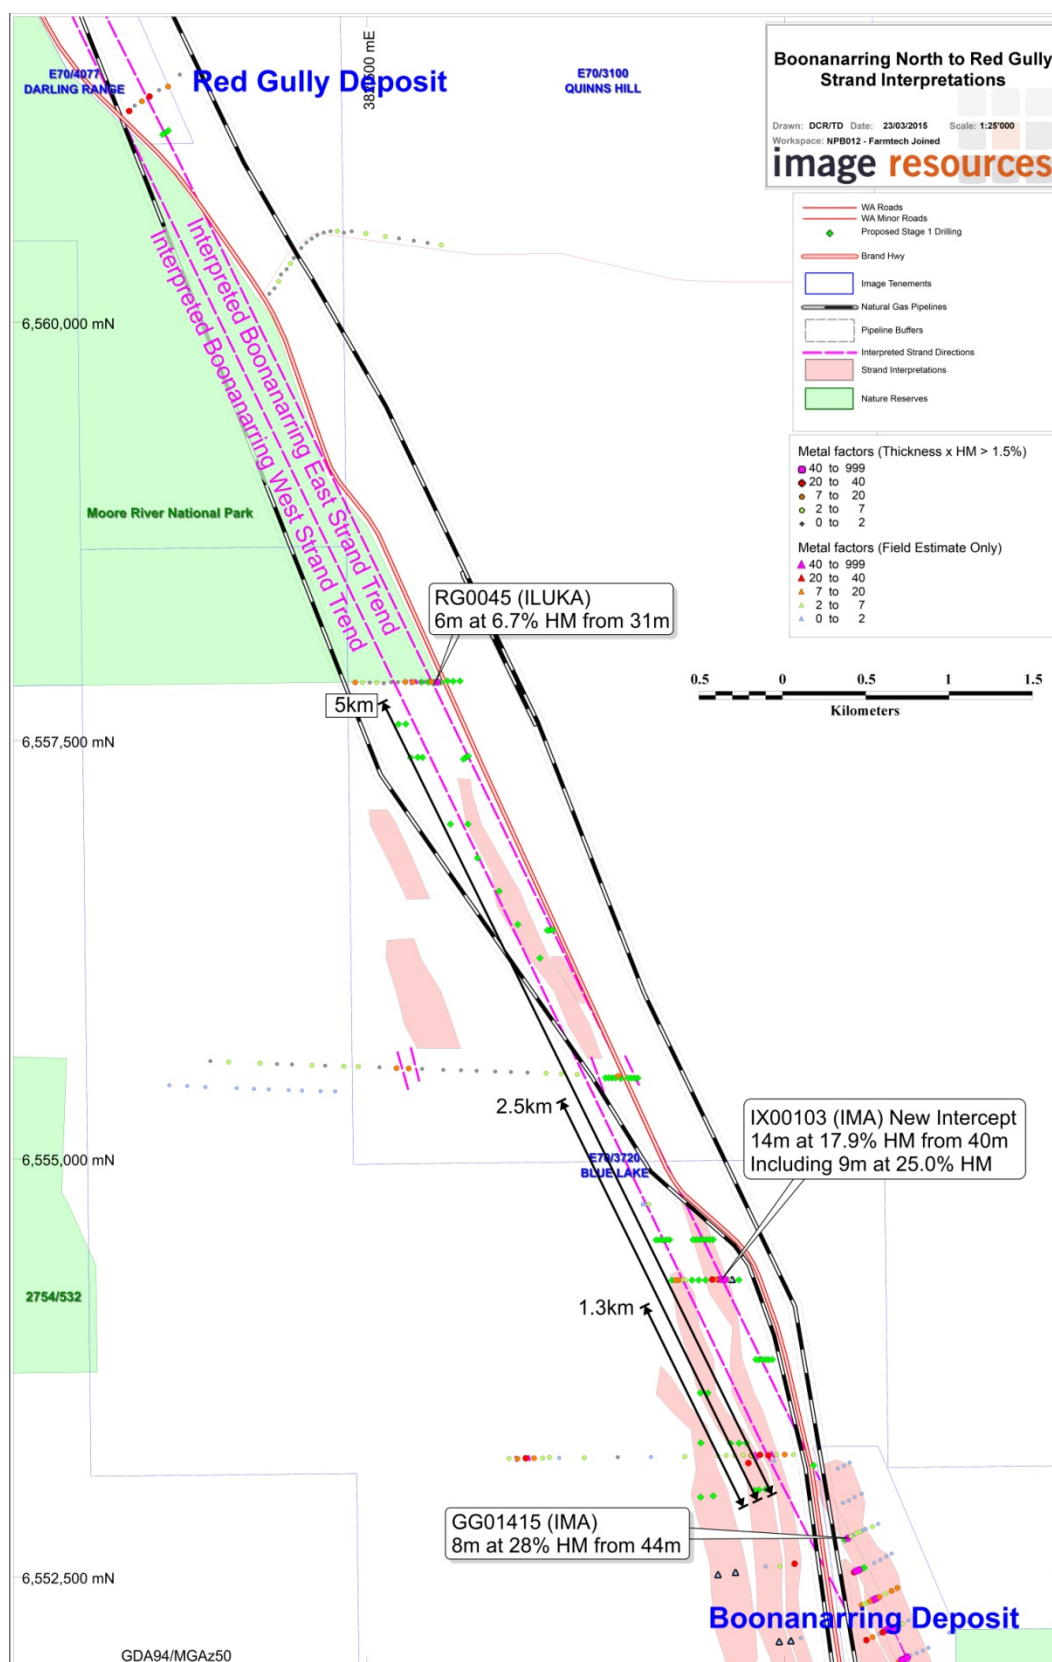 Boonanarring North to Red Gully
Strand Interpretations
Drawn: DCR/TD Date: 23/03/2015 Scale: 1:25'000
Workspace: NPB012 - Farmtech Joined
image resources
E70/4077
DARLING RANGE
Red Gully Deposit
E70/3100
QUINNS HILL
WA Roads
WA Minor Roads
Proposed Stage 1 Drilling
Brand Hwy
Image Tenements
Natural Gas Pipelines
Pipeline Buffers
Interpreted Strand Directions
Strand Interpretations
Nature Reserves
Metal factors (Thickness x HM > 1.5%)
40 to 999
20 to 40
7 to 20
2 to 7
0 to 2
Metal factors (Field Estimate Only)
40 to 999
20 to 40
7 to 20
2 to 7
0 to 2
0.5 0 0.5 1 1.5
Kilometers
6,560,000 mN
Interpreted Boonanarring East Strand Trend
Interpreted Boonanarring West Strand Trend
Moore River National Park
RG0045 (ILUKA)
6m at 6.7% HM from 31m
5km
6,557,500 mN
2.5km
IX00103 (IMA) New Intercept
14m at 17.9% HM from 40m
Including 9m at 25.0% HM
6,555,000 mN
E70/3720
BLUE LAKE
2754/532
1.3km
GG01415 (IMA)
8m at 28% HM from 44m
6,552,500 mN
Boonanarring Deposit
GDA94/MGAz50